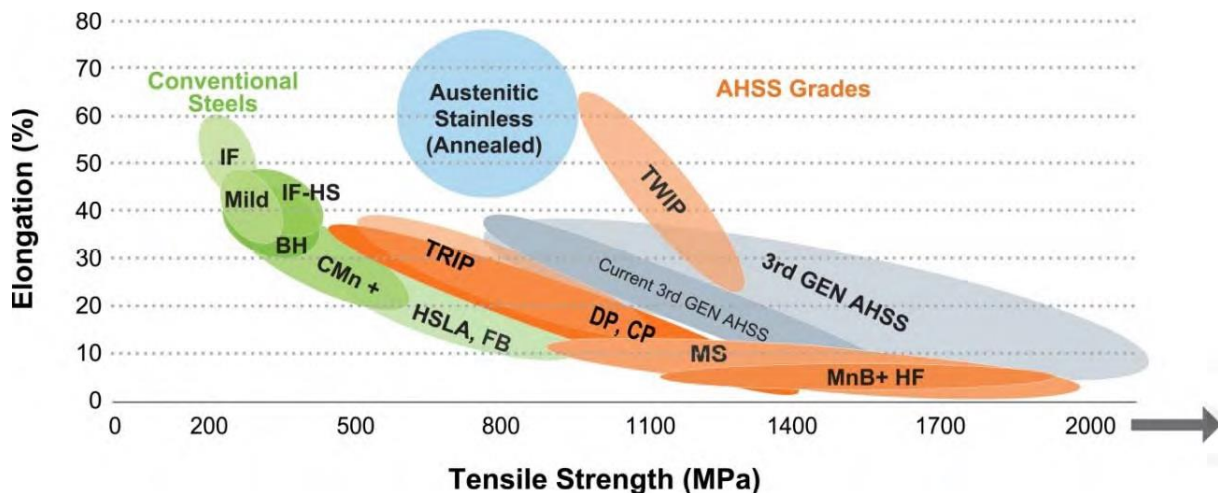 80
70
60
50
40
30
20
10
0
Elongation (%)
Conventional
Steels
IF
Mild
IF-HS
BH
CMn +
HSLA, FB
Austenitic
Stainless
(Annealed)
AHSS Grades
TWIP
TRIP
DP, CP
Current 3rd GEN AHSS
3rd GEN AHSS
MS
MnB+ HF
0 200 500 800 1100 1400 1700 2000
Tensile Strength (MPa)